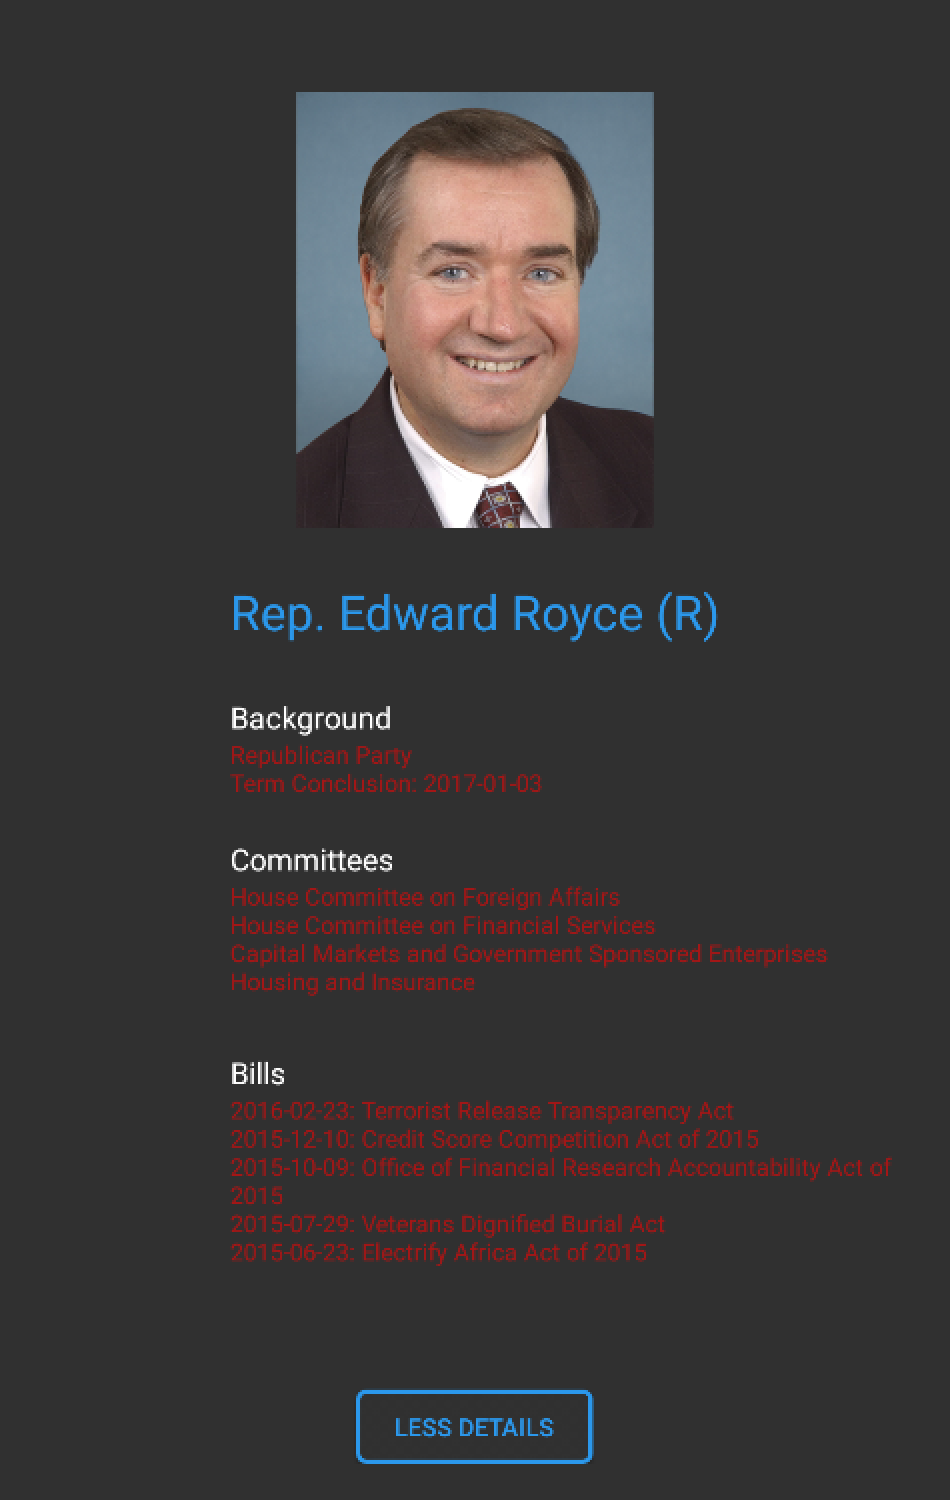 Rep. Edward Royce (R)
Background
Republican Party
Term Conclusion: 2017-01-03
Committees
House Committee on Foreign Affairs
House Committee on Financial Services
Capital Markets and Government Sponsored Enterprises
Housing and Insurance
Bills
2016-02-23: Terrorist Release Transparency Act
2015-12-10: Credit Score Competition Act of 2015
2015-10-09: Office of Financial Research Accountability Act of
2015
2015-07-29: Veterans Dignified Burial Act
2015-06-23: Electrify Africa Act of 2015
LESS DETAILS